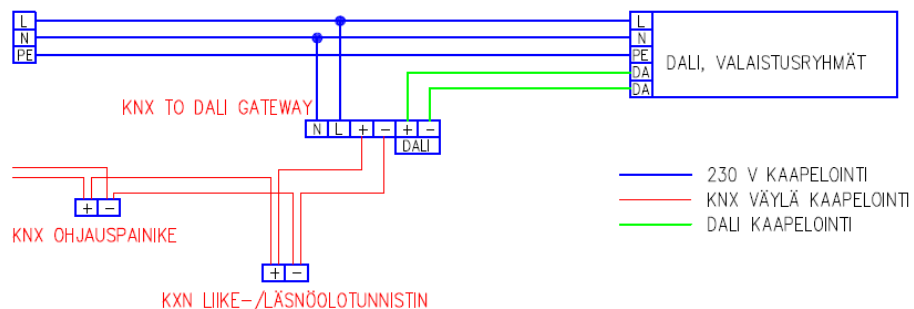 L
N
PE
L
N
PE
DA
DA
DALI, VALAISTUSRYHMÄT
KNX TO DALI GATEWAY
N L + − + −
DALI
230 V KAAPELOINTI
KNX VÄYLÄ KAAPELOINTI
DALI KAAPELOINTI
+ −
KNX OHJAUSPAINIKE
+ −
KXN LIIKE−/LÄSNÖOLOTUNNISTIN